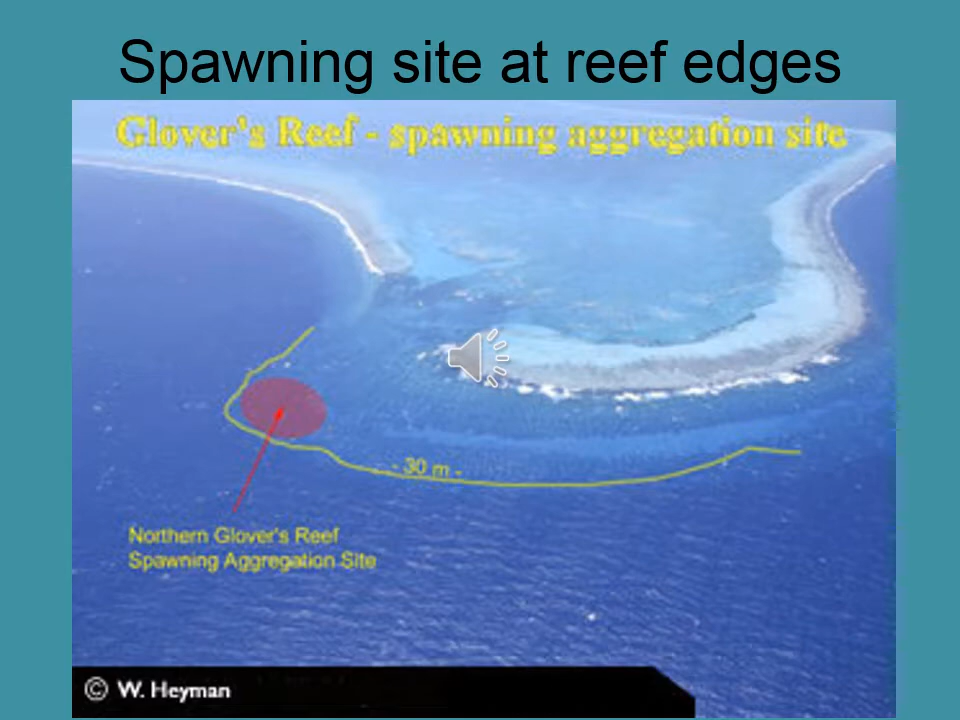 Spawning site at reef edges
Glover's Reef - spawning aggregation site
- 30 m -
Northern Glover's Reef
Spawning Aggregation Site
© W. Heyman